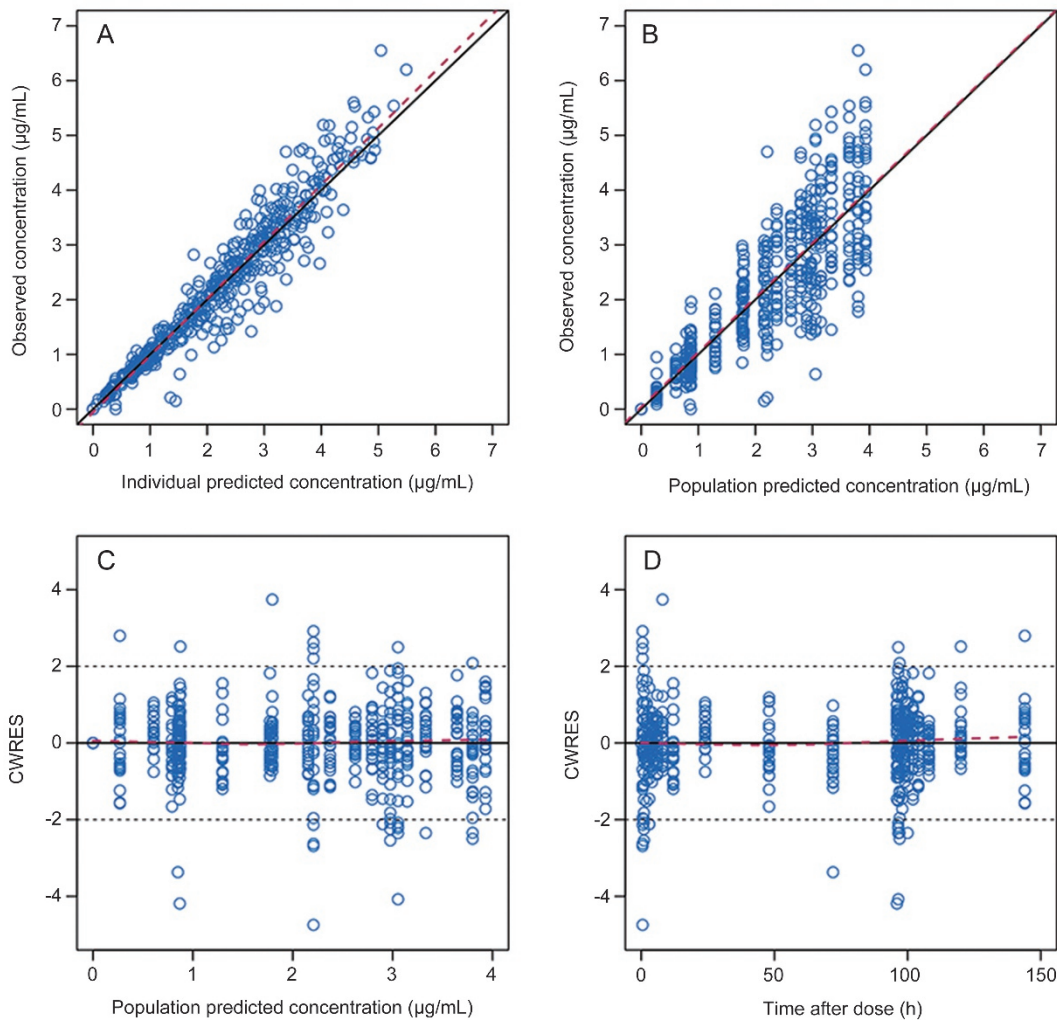 A
Observed concentration (µg/mL)
7
6
5
4
3
2
1
0
0 1 2 3 4 5 6 7
Individual predicted concentration (µg/mL)
B
Observed concentration (µg/mL)
7
6
5
4
3
2
1
0
0 1 2 3 4 5 6 7
Population predicted concentration (µg/mL)
C
CWRES
4
2
0
-2
-4
0 1 2 3 4
Population predicted concentration (µg/mL)
D
CWRES
4
2
0
-2
-4
0 50 100 150
Time after dose (h)